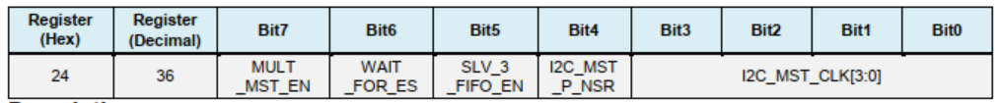 Register (Hex) Register (Decimal) Bit7 Bit6 Bit5 Bit4 Bit3 Bit2 Bit1 Bit0
24 36 MULT _MST_EN WAIT _FOR_ES SLV_3 _FIFO_EN I2C_MST _P_NSR I2C_MST_CLK[3:0]